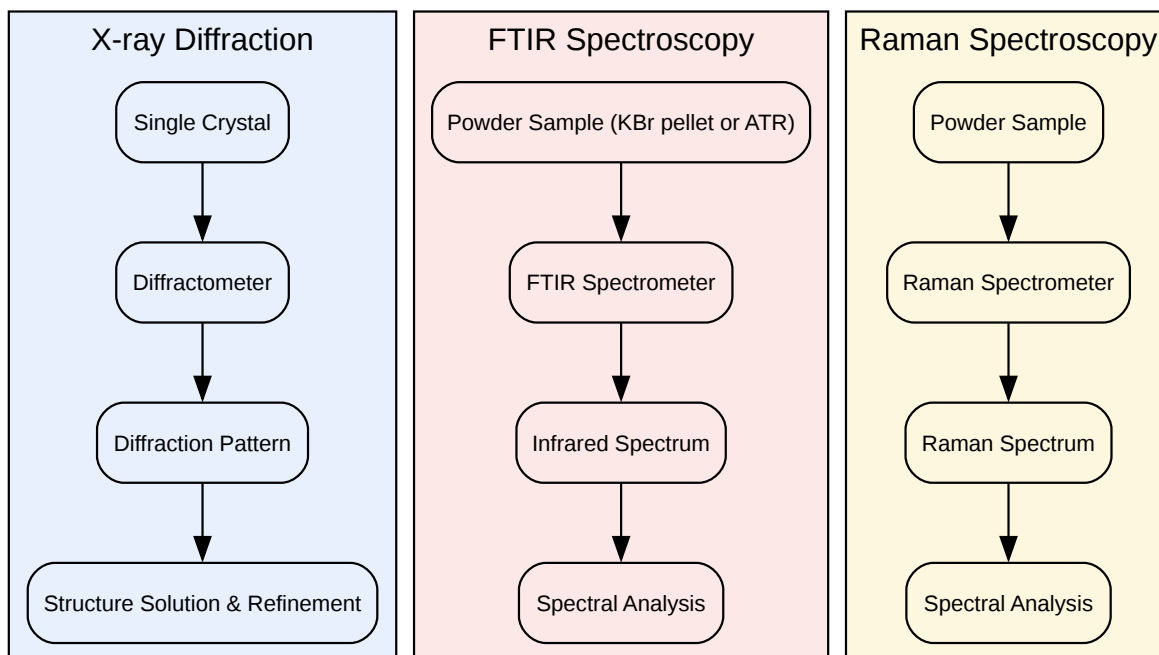 X-ray Diffraction
Single Crystal
Diffractometer
Diffraction Pattern
Structure Solution & Refinement
FTIR Spectroscopy
Powder Sample (KBr pellet or ATR)
FTIR Spectrometer
Infrared Spectrum
Spectral Analysis
Raman Spectroscopy
Powder Sample
Raman Spectrometer
Raman Spectrum
Spectral Analysis